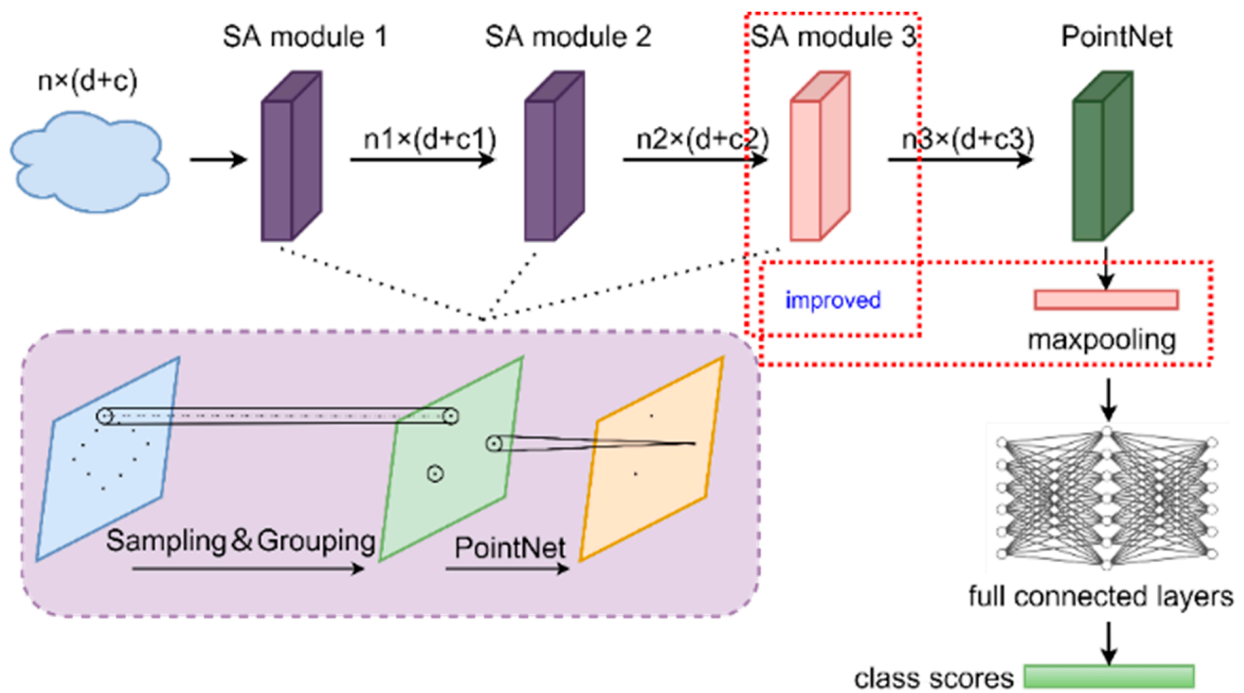 SA module 1
SA module 2
SA module 3
PointNet
n×(d+c)
n1×(d+c1)
n2×(d+c2)
n3×(d+c3)
improved
maxpooling
Sampling & Grouping
PointNet
full connected layers
class scores